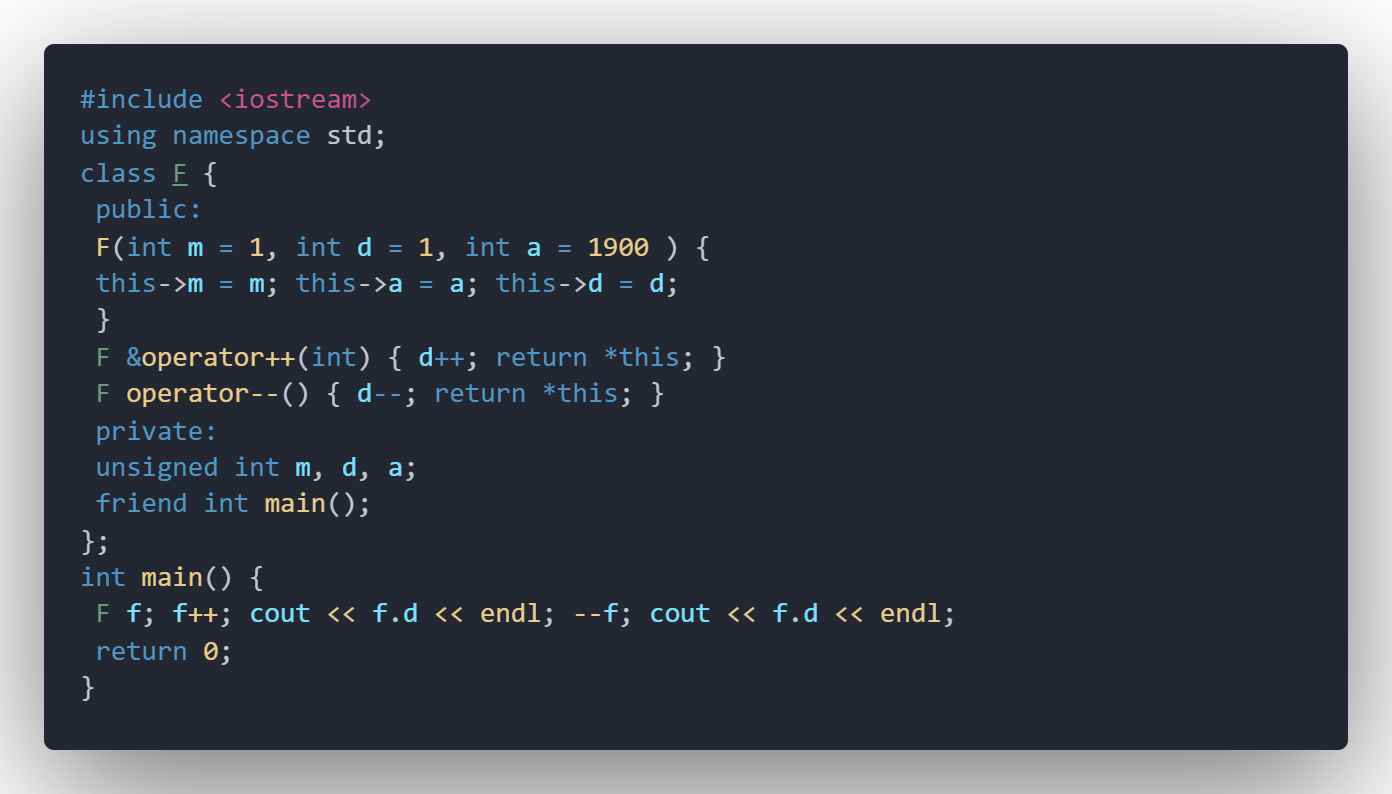 #include <iostream>
using namespace std;
class F {
 public:
 F(int m = 1, int d = 1, int a = 1900 ) {
 this->m = m; this->a = a; this->d = d;
 }
 F &operator++(int) { d++; return *this; }
 F operator--() { d--; return *this; }
 private:
 unsigned int m, d, a;
 friend int main();
};
int main() {
 F f; f++; cout << f.d << endl; --f; cout << f.d << endl;
 return 0;
}